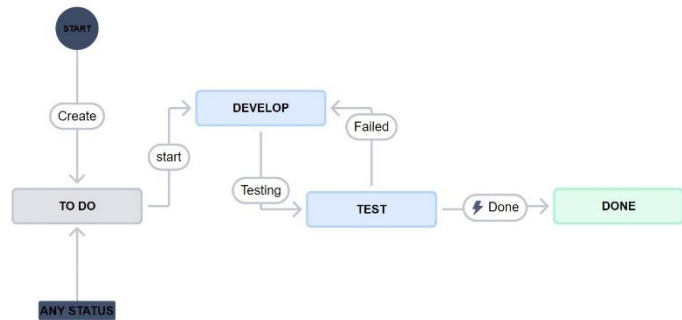 START
Create
DEVELOP
Failed
start
Testing
TO DO
TEST
Done
DONE
ANY STATUS